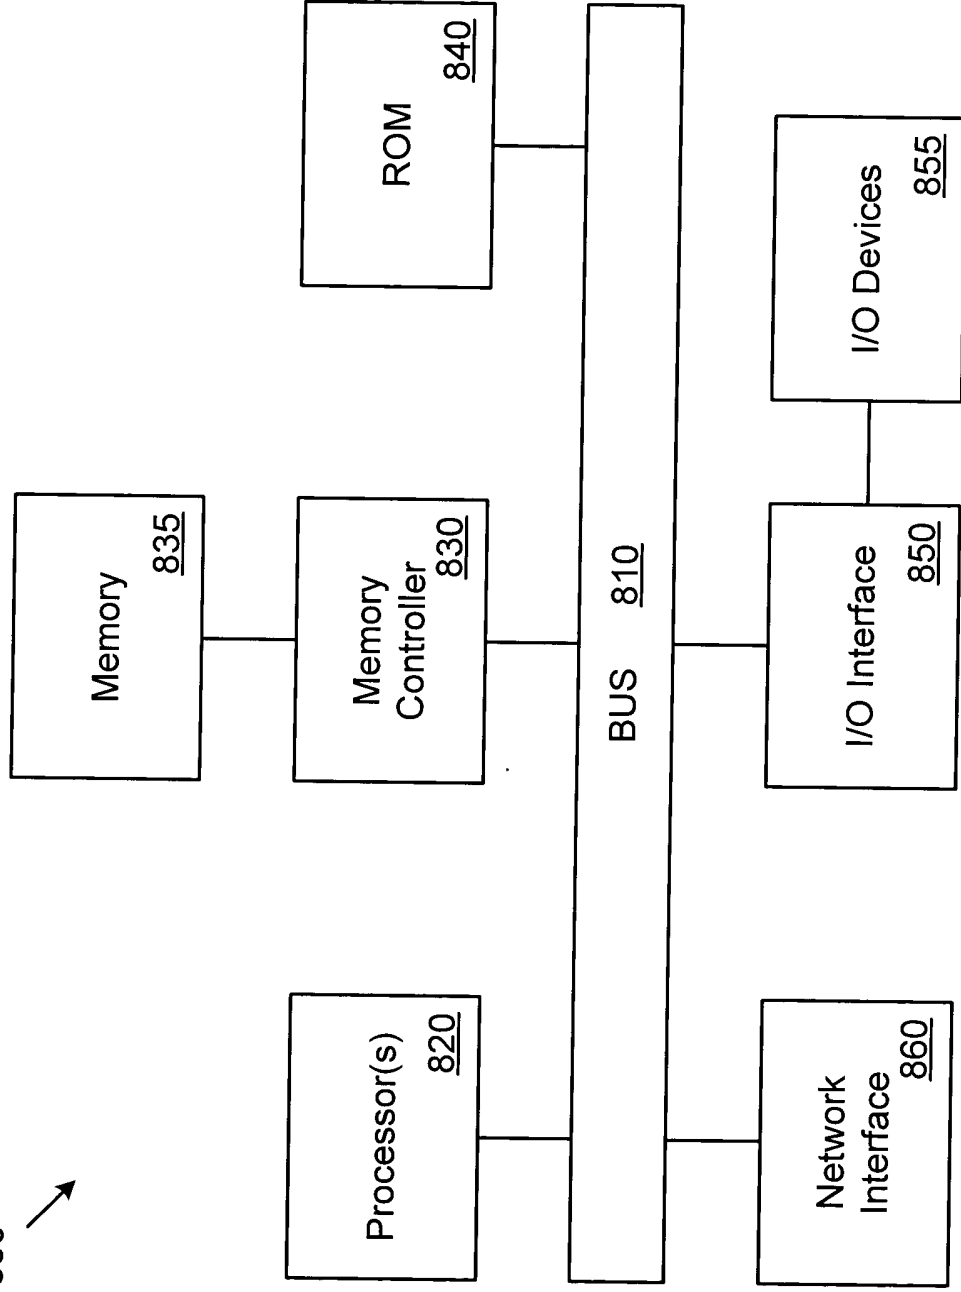 Memory
835
Processor(s)
820
Memory
Controller
830
ROM
840
BUS 810
Network
Interface
860
I/O Interface
850
I/O Devices
855